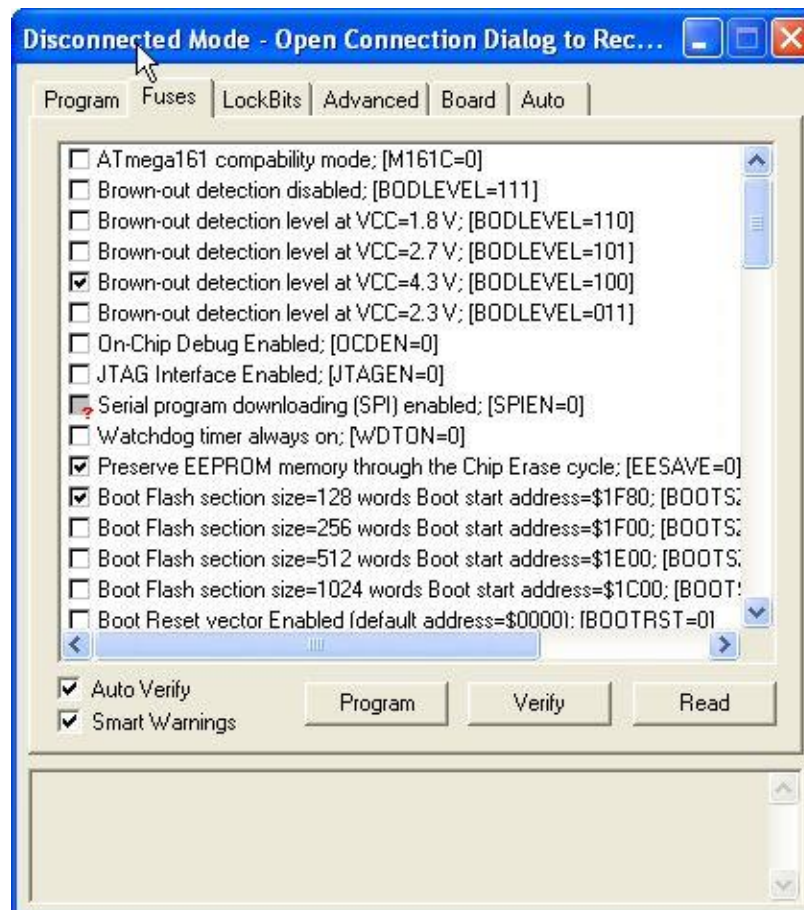 Disconnected Mode - Open Connection Dialog to Rec...
Program Fuses LockBits Advanced Board Auto
ATmega161 compability mode; [M161C=0]
Brown-out detection disabled; [BODLEVEL=111]
Brown-out detection level at VCC=1.8 V; [BODLEVEL=110]
Brown-out detection level at VCC=2.7 V; [BODLEVEL=101]
Brown-out detection level at VCC=4.3 V; [BODLEVEL=100]
Brown-out detection level at VCC=2.3 V; [BODLEVEL=011]
On-Chip Debug Enabled; [OCDEN=0]
JTAG Interface Enabled; [JTAGEN=0]
? Serial program downloading (SPI) enabled; [SPIEN=0]
Watchdog timer always on; [WDTON=0]
Preserve EEPROM memory through the Chip Erase cycle; [EESAVE=0]
Boot Flash section size=128 words Boot start address=$1F80; [BOOTSZ
Boot Flash section size=256 words Boot start address=$1F00; [BOOTSZ
Boot Flash section size=512 words Boot start address=$1E00; [BOOTSZ
Boot Flash section size=1024 words Boot start address=$1C00; [BOOTS
Boot Reset vector Enabled (default address=$0000); [BOOTRST=0]
Auto Verify
Smart Warnings
Program Verify Read